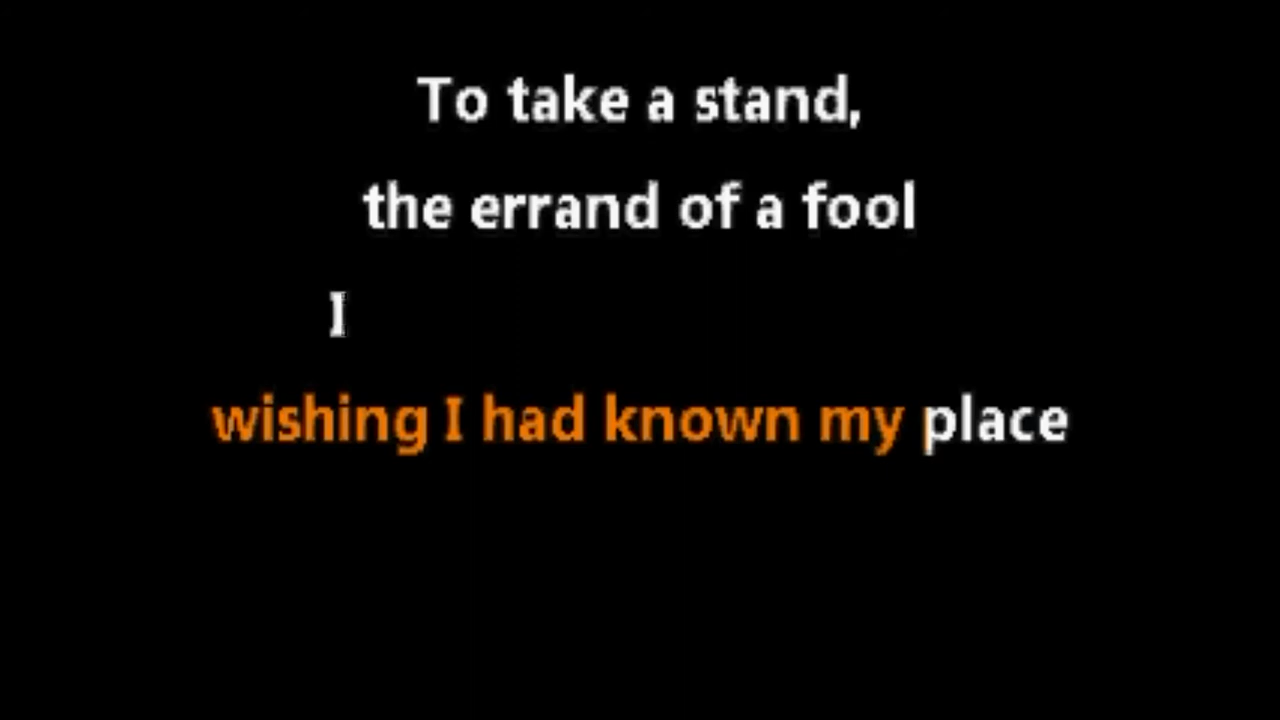 To take a stand,
the errand of a fool
I
wishing I had known my place